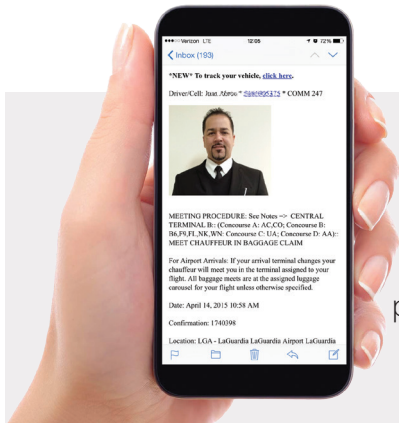 Verizon LTE 12:05 72%
Inbox (193)
*NEW* To track your vehicle, click here.
Driver/Cell: Juan * * COMM 247
MEETING PROCEDURE: See Notes => CENTRAL
TERMINAL B:: (Concourse A: AC,CO; Concourse B:
B6,F9,FL,NK,WN; Concourse C: UA; Concourse D: AA)::
MEET CHAUFFEUR IN BAGGAGE CLAIM
For Airport Arrivals: If your arrival terminal changes your
chauffeur will meet you in the terminal assigned to your
flight. All baggage meets are at the assigned luggage
carousel for your flight unless otherwise specified.
Date: April 14, 2015 10:58 AM
Confirmation: 1740398
Location: LGA - LaGuardia LaGuardia Airport LaGuardia
p